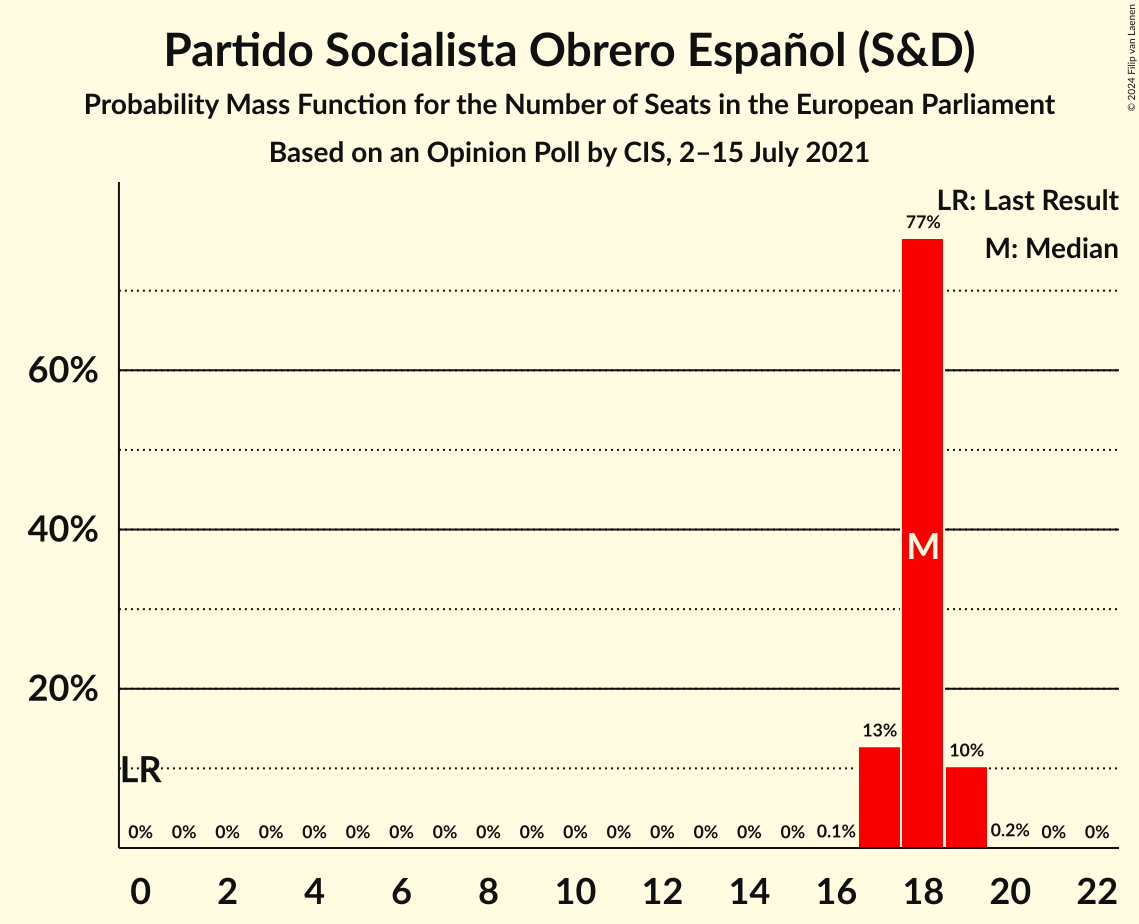 Partido Socialista Obrero Español (S&D)
Probability Mass Function for the Number of Seats in the European Parliament
Based on an Opinion Poll by CIS, 2–15 July 2021
© 2024 Filip van Laenen
LR: Last Result
M: Median
77%
60%
40%
M
20%
13%
10%
LR
0% 0% 0% 0% 0% 0% 0% 0% 0% 0% 0% 0% 0% 0% 0% 0% 0.1% 0.2% 0% 0%
0 2 4 6 8 10 12 14 16 18 20 22